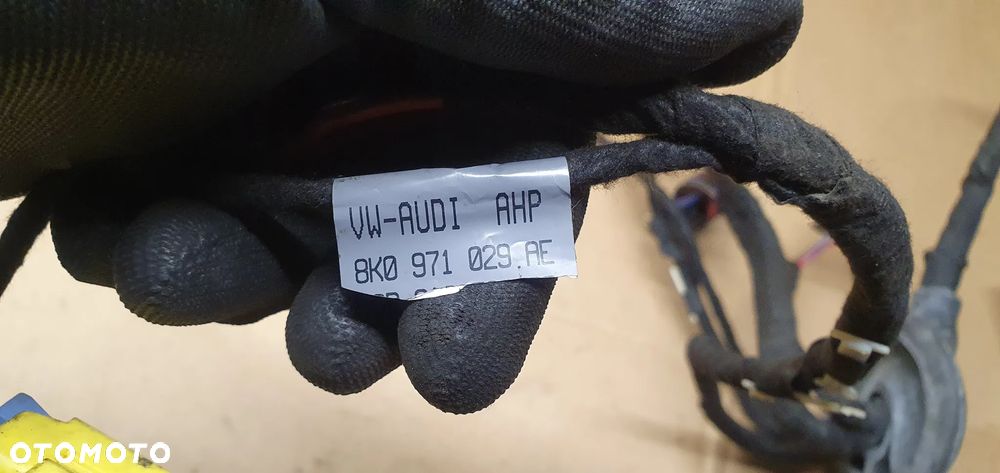 VW-AUDI AHP
8K0 971 029.AE
OTOMOTO